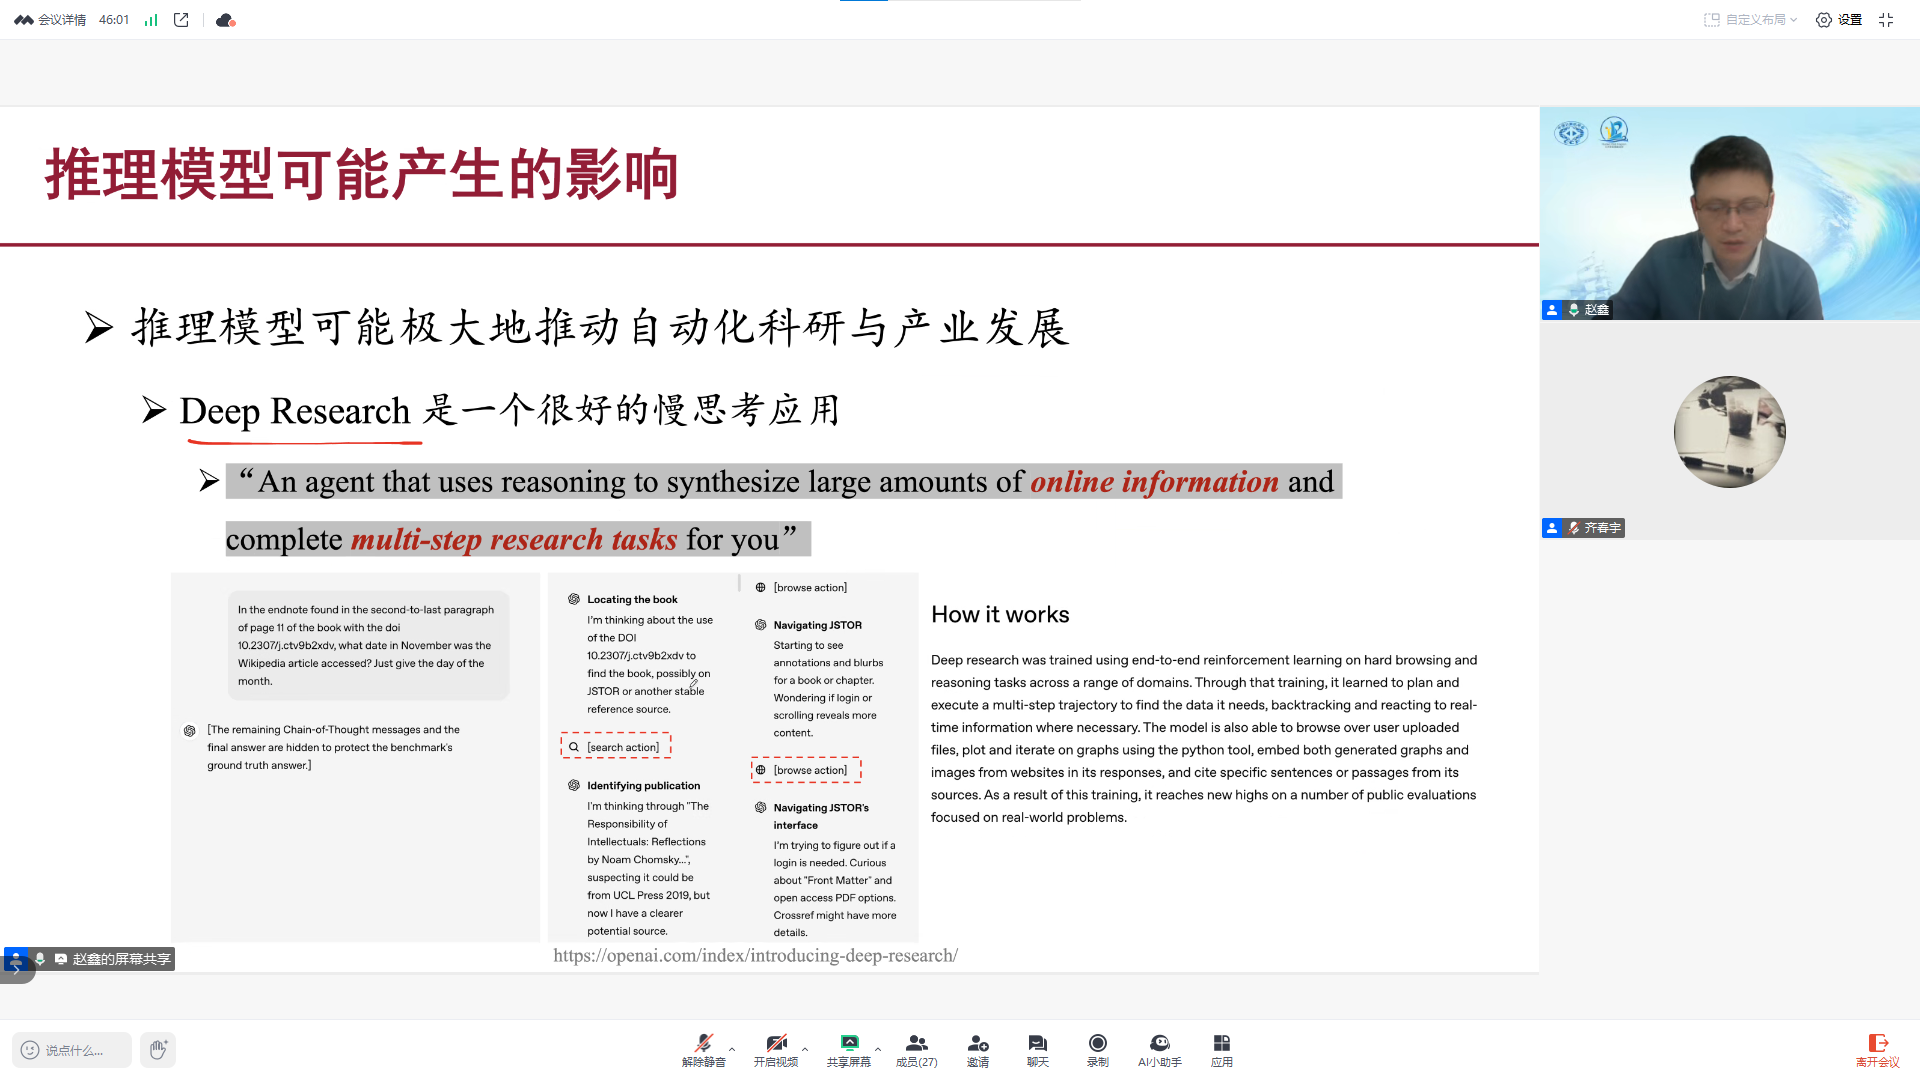 会议详情 46:01
自定义布局 设置
推理模型可能产生的影响
推理模型可能极大地推动自动化科研与产业发展
Deep Research 是一个很好的慢思考应用
“An agent that uses reasoning to synthesize large amounts of online information and
complete multi-step research tasks for you”
In the endnote found in the second-to-last paragraph
of page 11 of the book with the doi
10.2307/j.ctv9b2xdv, what date in November was the
Wikipedia article accessed? Just give the day of the
month.
[The remaining Chain-of-Thought messages and the
final answer are hidden to protect the benchmark's
ground truth answer.]
Locating the book
I'm thinking about the use
of the DOI
10.2307/j.ctv9b2xdv to
find the book, possibly on
JSTOR or another stable
reference source.
[search action]
Identifying publication
I'm thinking through "The
Responsibility of
Intellectuals: Reflections
by Noam Chomsky...",
suspecting it could be
from UCL Press 2019, but
now I have a clearer
potential source.
[browse action]
Navigating JSTOR
Starting to see
annotations and blurbs
for a book or chapter.
Wondering if login or
scrolling reveals more
content.
[browse action]
Navigating JSTOR's
interface
I'm trying to figure out if a
login is needed. Curious
about "Front Matter" and
open access PDF options.
Crossref might have more
details.
How it works
Deep research was trained using end-to-end reinforcement learning on hard browsing and
reasoning tasks across a range of domains. Through that training, it learned to plan and
execute a multi-step trajectory to find the data it needs, backtracking and reacting to real-
time information where necessary. The model is also able to browse over user uploaded
files, plot and iterate on graphs using the python tool, embed both generated graphs and
images from websites in its responses, and cite specific sentences or passages from its
sources. As a result of this training, it reaches new highs on a number of public evaluations
focused on real-world problems.
https://openai.com/index/introducing-deep-research/
赵鑫
齐春宇
赵鑫的屏幕共享
说点什么...
解除静音 开启视频 共享屏幕 成员(27) 邀请 聊天 录制 AI小助手 应用
离开会议